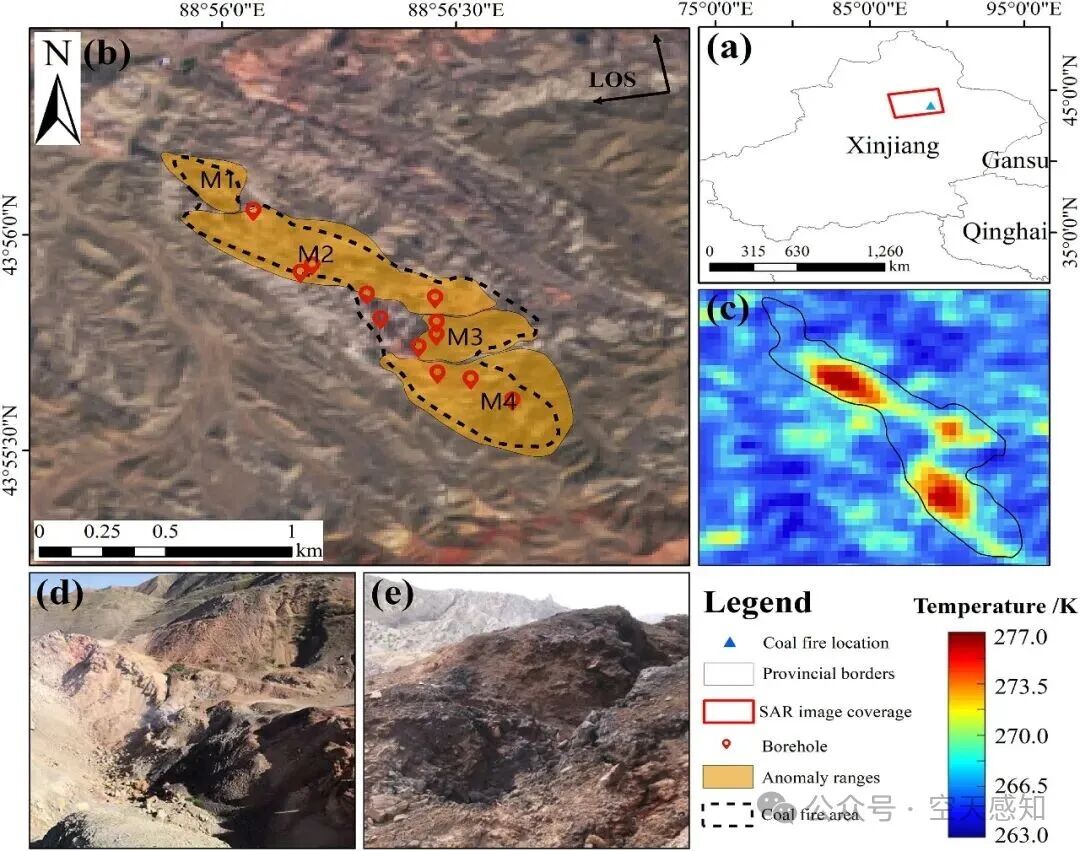 88°56'0"E
88°56'30"E
43°56'0"N
43°55'30"N
N
(b)
LOS
M1
M2
M3
M4
0 0.25 0.5 1
km
75°0'0"E 85°0'0"E 95°0'0"E
45°0'0"N
35°0'0"N
(a)
Xinjiang
Gansu
Qinghai
0 315 630 1,260
km
(c)
(d)
(e)
Legend
Coal fire location
Provincial borders
SAR image coverage
Borehole
Anomaly ranges
Coal fire area
Temperature /K
277.0
273.5
270.0
266.5
263.0
公众号 · 空天感知